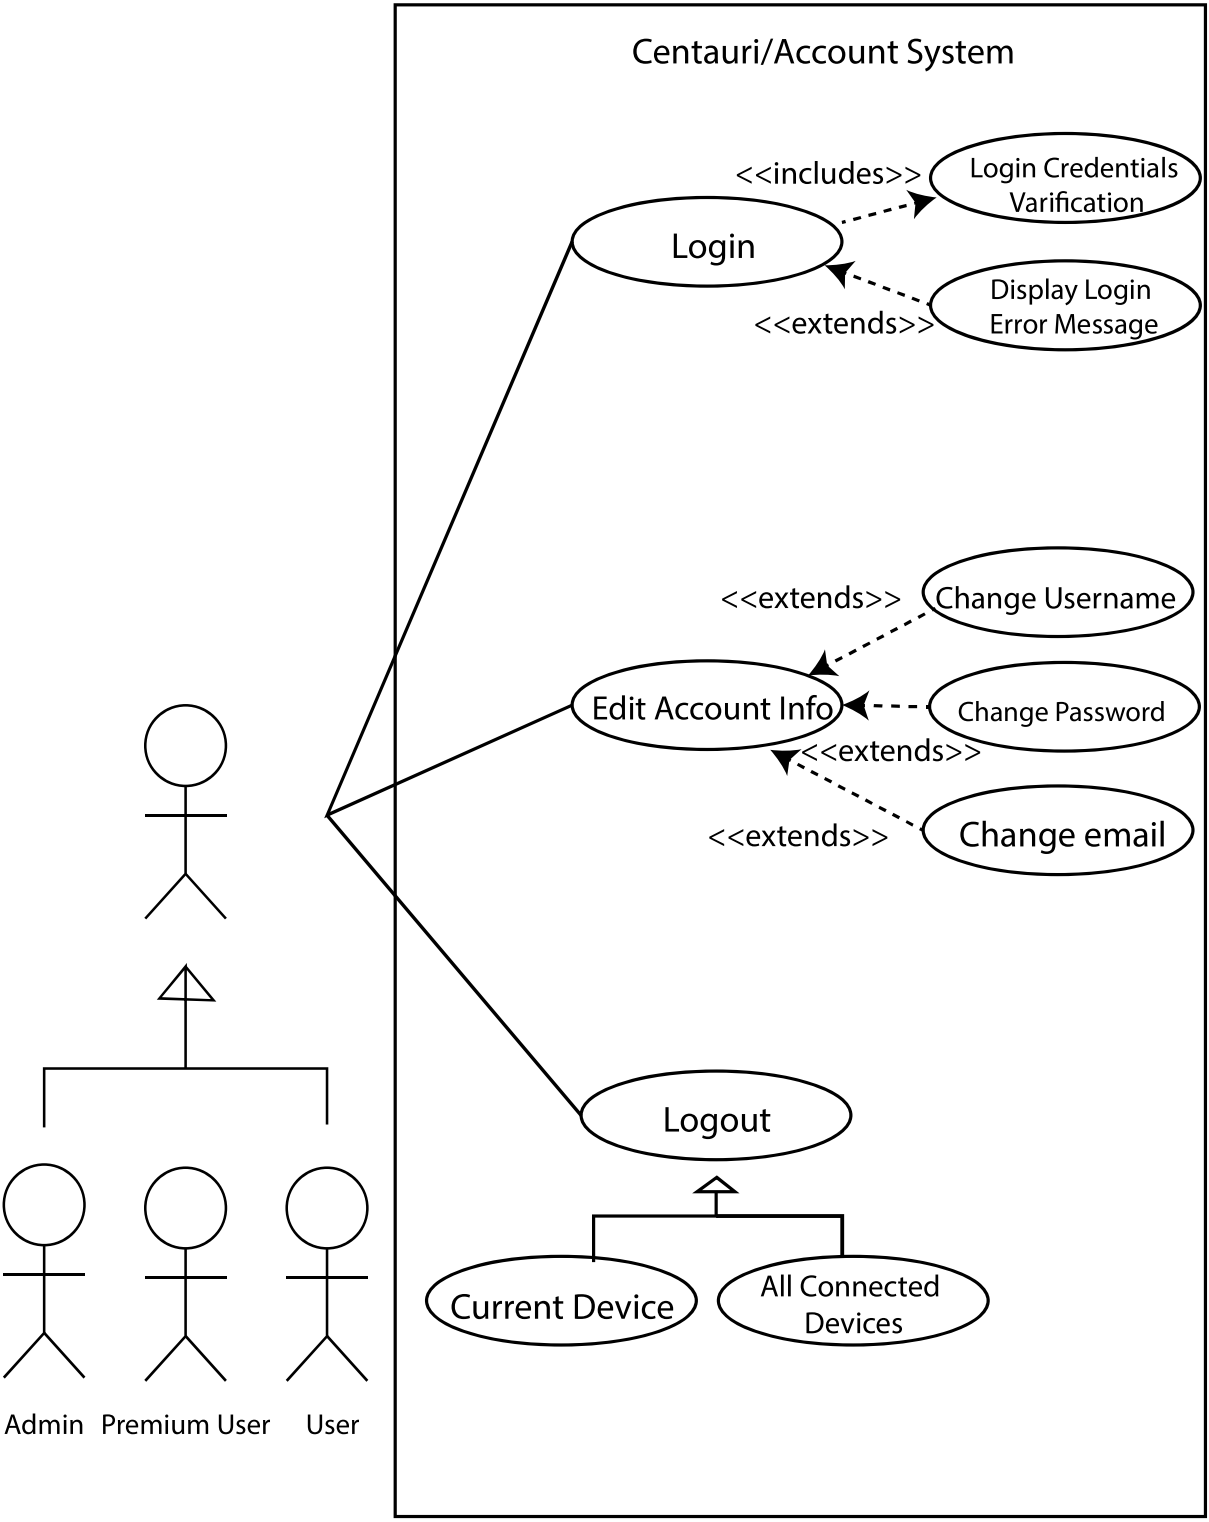 Centauri/Account System
<<includes>>
Login Credentials
Varification
Login
Display Login
Error Message
<<extends>>
<<extends>>
Change Username
Edit Account Info
Change Password
<<extends>>
<<extends>>
Change email
Logout
Current Device
All Connected
Devices
Admin
Premium User
User